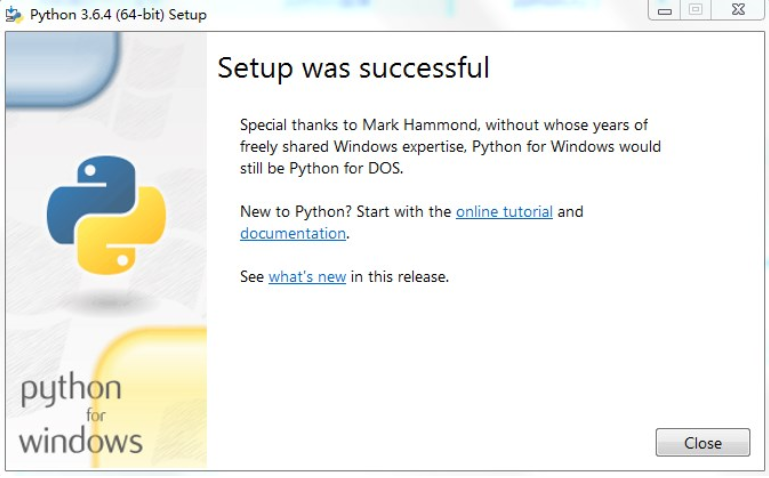 Python 3.6.4 (64-bit) Setup
Setup was successful
Special thanks to Mark Hammond, without whose years of
freely shared Windows expertise, Python for Windows would
still be Python for DOS.
New to Python? Start with the online tutorial and
documentation.
See what's new in this release.
python
for
windows
Close